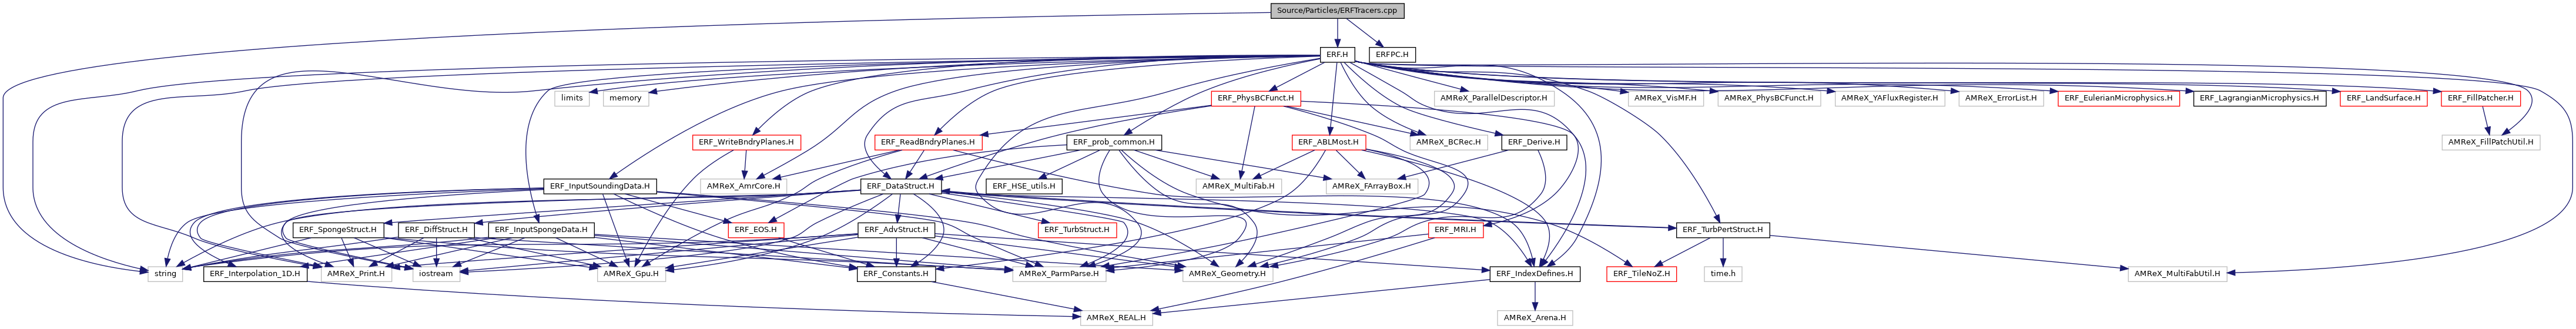 Source/Particles/ERFTracers.cpp
ERF.H
ERFPC.H
limits
memory
ERF_PhysBCFunct.H
AMReX_ParallelDescriptor.H
AMReX_VisMF.H
AMReX_PhysBCFunct.H
AMReX_YAFluxRegister.H
AMReX_ErrorList.H
ERF_EulerianMicrophysics.H
ERF_LagrangianMicrophysics.H
ERF_LandSurface.H
ERF_FillPatcher.H
ERF_WriteBndryPlanes.H
ERF_ReadBndryPlanes.H
ERF_prob_common.H
ERF_ABLMost.H
AMReX_BCRec.H
ERF_Derive.H
AMReX_FillPatchUtil.H
ERF_InputSoundingData.H
AMReX_AmrCore.H
ERF_DataStruct.H
ERF_HSE_utils.H
AMReX_MultiFab.H
AMReX_FArrayBox.H
ERF_SpongeStruct.H
ERF_DiffStruct.H
ERF_InputSpongeData.H
ERF_EOS.H
ERF_AdvStruct.H
ERF_TurbStruct.H
ERF_MRI.H
ERF_TurbPertStruct.H
string
ERF_Interpolation_1D.H
AMReX_Print.H
iostream
AMReX_Gpu.H
ERF_Constants.H
AMReX_ParmParse.H
AMReX_Geometry.H
ERF_IndexDefines.H
ERF_TileNoZ.H
time.h
AMReX_MultiFabUtil.H
AMReX_REAL.H
AMReX_Arena.H